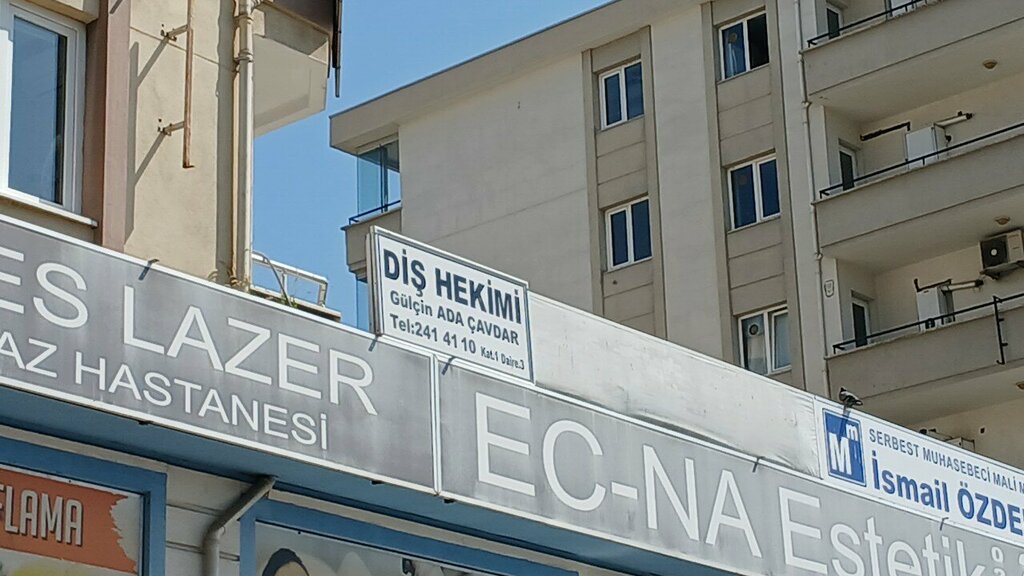 ES LAZER
AZ HASTANESİ
DİŞ HEKİMİ
Gülçin ADA ÇAVDAR
Tel:241 41 10 Kat.1 Daire.3
EC-NA Estetik
M
SERBEST MUHASEBECİ MALİ M
İsmail ÖZDE
FLAMA